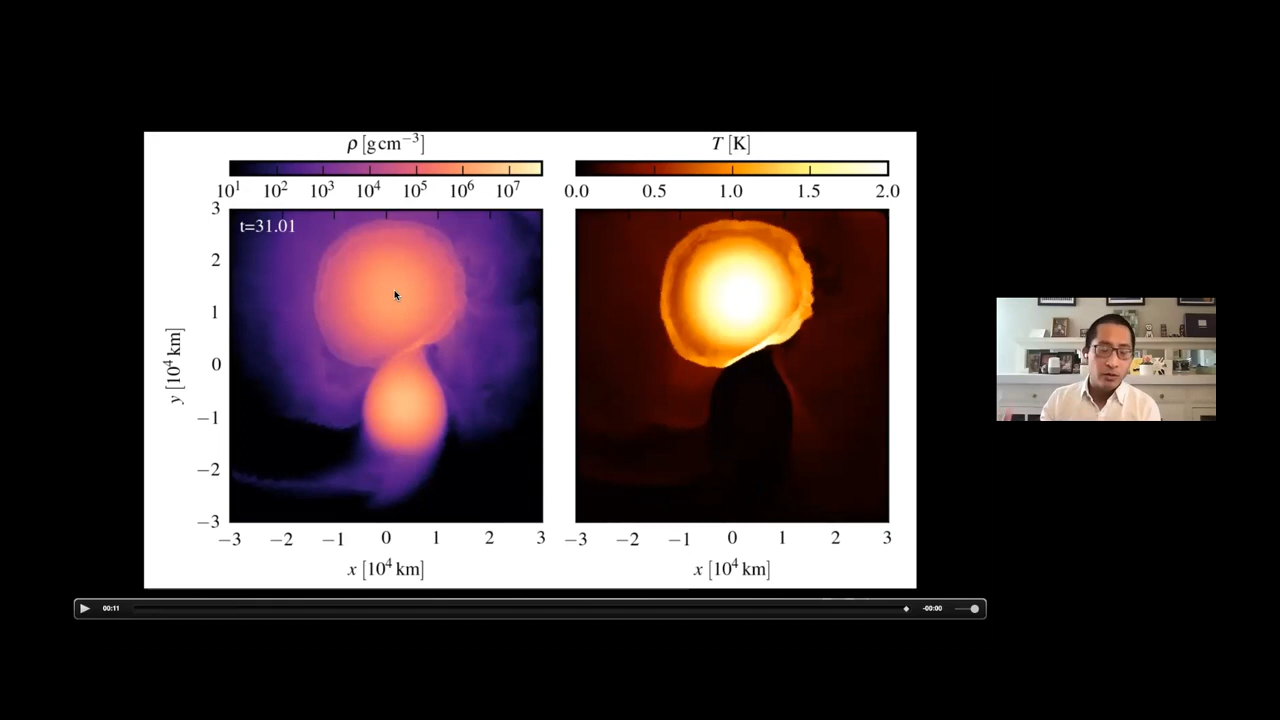 ρ [g cm⁻³]
10¹ 10² 10³ 10⁴ 10⁵ 10⁶ 10⁷
T [K]
0.0 0.5 1.0 1.5 2.0
t=31.01
3
2
1
0
−1
−2
−3
y [10⁴ km]
−3 −2 −1 0 1 2 3
x [10⁴ km]
−3 −2 −1 0 1 2 3
x [10⁴ km]
00:11
-00:00